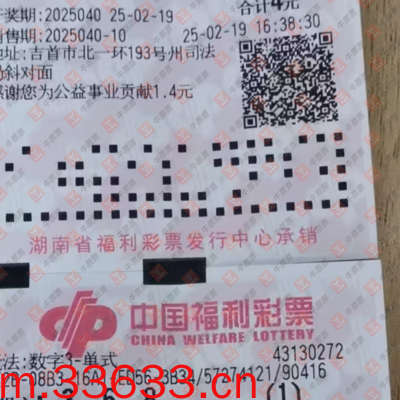 奖期:2025040 25-02-19 合计4元
售期:2025040-10 25-02-19 16:38:30
地址:吉首市北一环193号州司法
斜对面
感谢您为公益事业贡献1.4元
湖南省福利彩票发行中心承销
中国福利彩票
CHINA WELFARE LOTTERY
玩法:数字3-单式 43130272
/90416
(1)
m.33633.cn